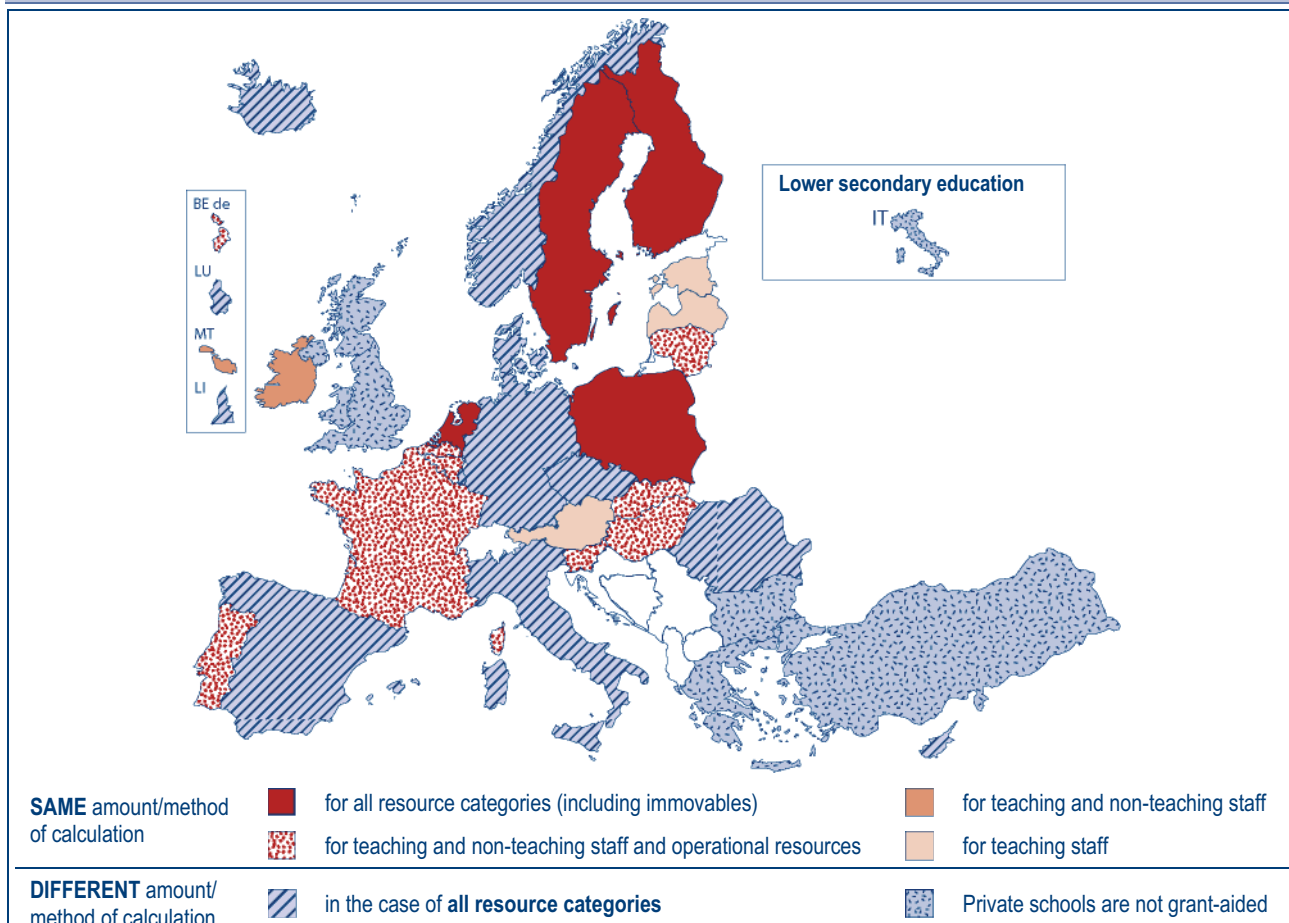 Lower secondary education
IT
BE de
LU
MT
LI
SAME amount/method
of calculation
for all resource categories (including immovables)
for teaching and non-teaching staff
for teaching and non-teaching staff and operational resources
for teaching staff
DIFFERENT amount/
method of calculation
in the case of all resource categories
Private schools are not grant-aided